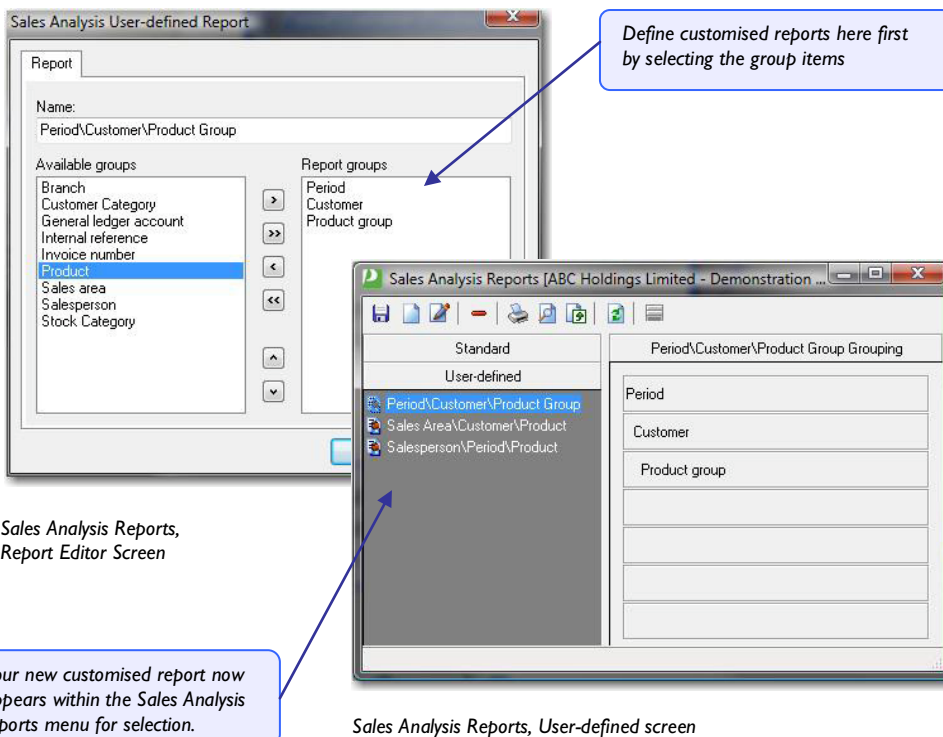 Sales Analysis User-defined Report
Define customised reports here first
by selecting the group items
Report
Name:
Period\Customer\Product Group
Available groups
Branch
Customer Category
General ledger account
Internal reference
Invoice number
Product
Sales area
Salesperson
Stock Category
>
>>
<
<<
Report groups
Period
Customer
Product group
Sales Analysis Reports [ABC Holdings Limited - Demonstration ...
Standard
User-defined
Period\Customer\Product Group
Sales Area\Customer\Product
Salesperson\Period\Product
Period\Customer\Product Group Grouping
Period
Customer
Product group
Sales Analysis Reports,
Report Editor Screen
our new customised report now
ppears within the Sales Analysis
ports menu for selection.
Sales Analysis Reports, User-defined screen